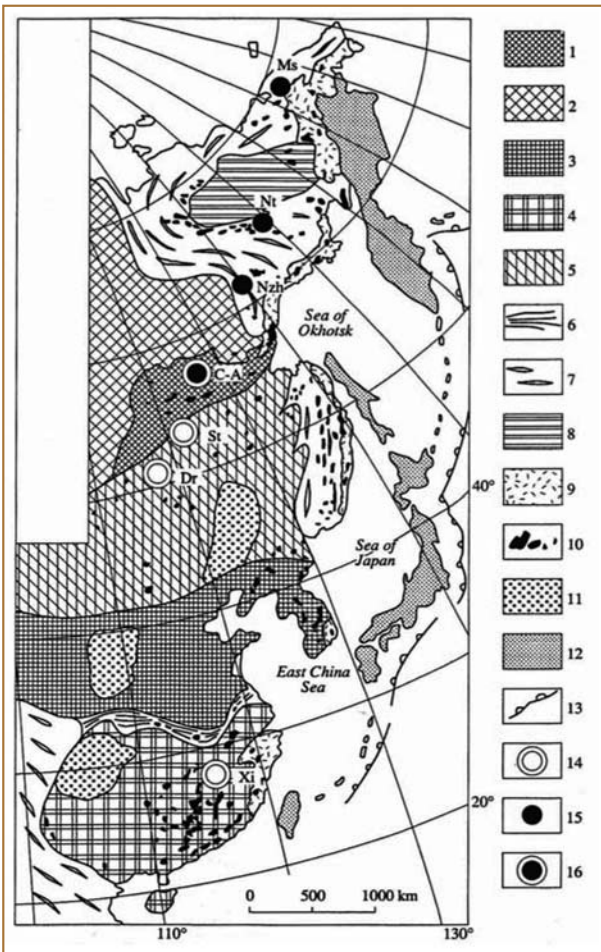 Ms
Nt
Nzh
Sea of
Okhotsk
C-A
St
Dr
40°
Sea of
Japan
East China
Sea
Xi
20°
0 500 1000 km
110°
130°
1
2
3
4
5
6
7
8
9
10
11
12
13
14
15
16